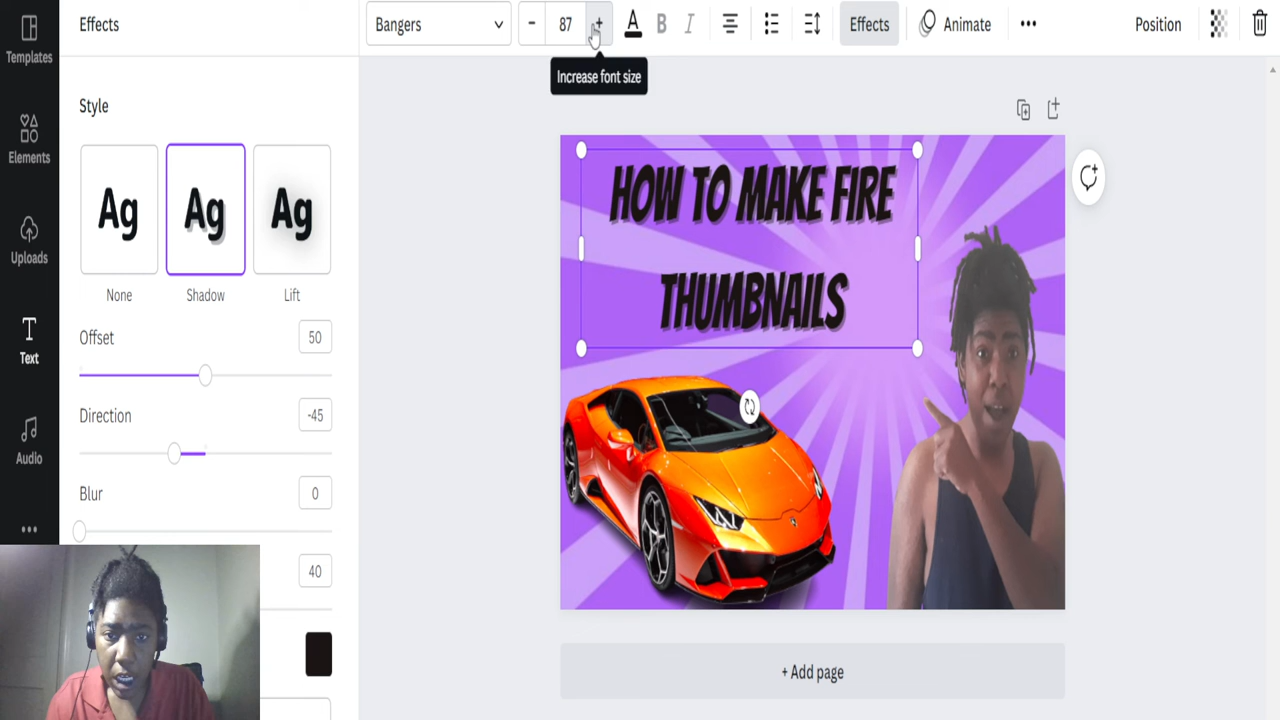 Effects
Bangers
87
A
B
I
Effects
Animate
Position
Increase font size
Templates
Elements
Uploads
Text
Audio
Style
Ag
Ag
Ag
None
Shadow
Lift
Offset
50
Direction
-45
Blur
0
40
HOW TO MAKE FIRE
THUMBNAILS
+ Add page